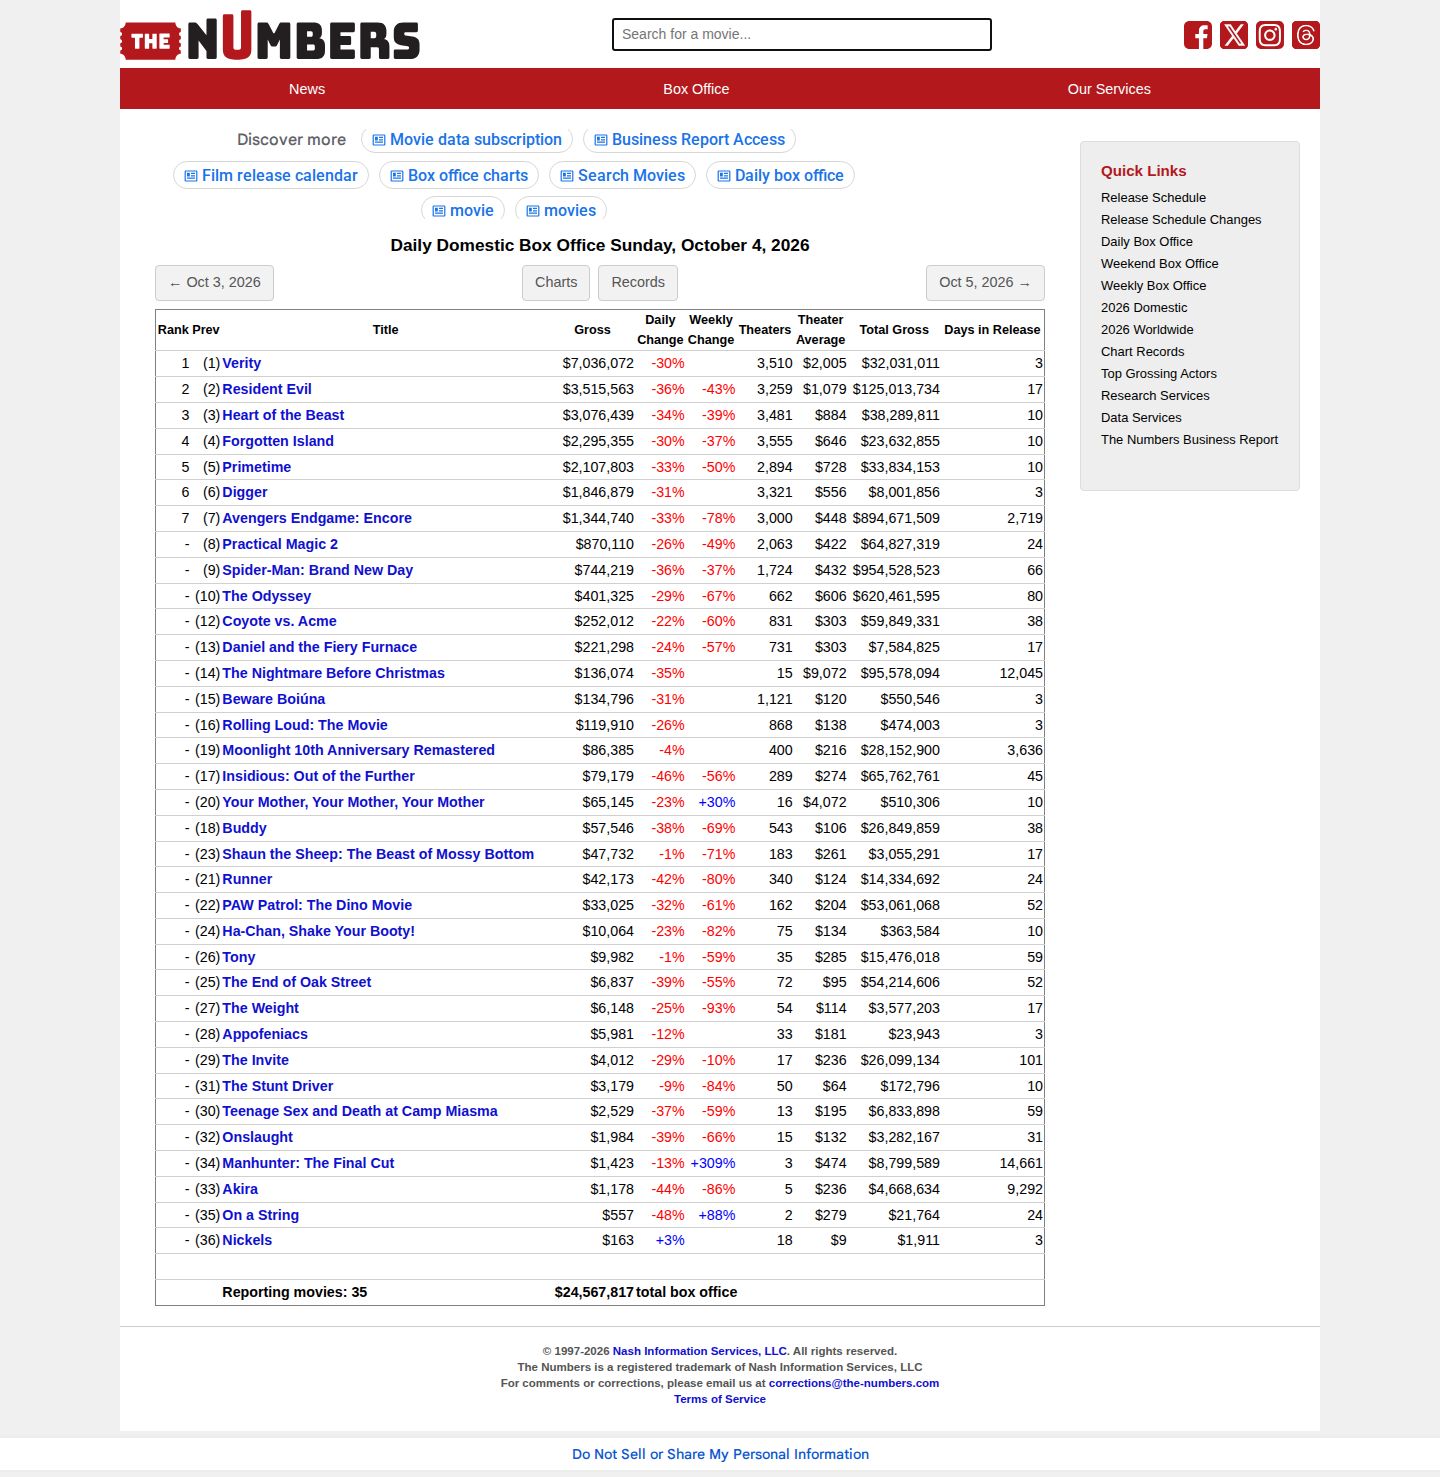 THE NUMBERS
Search for a movie...
News Box Office Our Services
Discover more Movie data subscription Business Report Access
Film release calendar Box office charts Search Movies Daily box office
movie movies
Daily Domestic Box Office Sunday, October 4, 2026
← Oct 3, 2026 Charts Records Oct 5, 2026 →
Rank Prev Title Gross Daily Change Weekly Change Theaters Theater Average Total Gross Days in Release
1 (1) Verity $7,036,072 -30% 3,510 $2,005 $32,031,011 3
2 (2) Resident Evil $3,515,563 -36% -43% 3,259 $1,079 $125,013,734 17
3 (3) Heart of the Beast $3,076,439 -34% -39% 3,481 $884 $38,289,811 10
4 (4) Forgotten Island $2,295,355 -30% -37% 3,555 $646 $23,632,855 10
5 (5) Primetime $2,107,803 -33% -50% 2,894 $728 $33,834,153 10
6 (6) Digger $1,846,879 -31% 3,321 $556 $8,001,856 3
7 (7) Avengers Endgame: Encore $1,344,740 -33% -78% 3,000 $448 $894,671,509 2,719
- (8) Practical Magic 2 $870,110 -26% -49% 2,063 $422 $64,827,319 24
- (9) Spider-Man: Brand New Day $744,219 -36% -37% 1,724 $432 $954,528,523 66
- (10) The Odyssey $401,325 -29% -67% 662 $606 $620,461,595 80
- (12) Coyote vs. Acme $252,012 -22% -60% 831 $303 $59,849,331 38
- (13) Daniel and the Fiery Furnace $221,298 -24% -57% 731 $303 $7,584,825 17
- (14) The Nightmare Before Christmas $136,074 -35% 15 $9,072 $95,578,094 12,045
- (15) Beware Boiúna $134,796 -31% 1,121 $120 $550,546 3
- (16) Rolling Loud: The Movie $119,910 -26% 868 $138 $474,003 3
- (19) Moonlight 10th Anniversary Remastered $86,385 -4% 400 $216 $28,152,900 3,636
- (17) Insidious: Out of the Further $79,179 -46% -56% 289 $274 $65,762,761 45
- (20) Your Mother, Your Mother, Your Mother $65,145 -23% +30% 16 $4,072 $510,306 10
- (18) Buddy $57,546 -38% -69% 543 $106 $26,849,859 38
- (23) Shaun the Sheep: The Beast of Mossy Bottom $47,732 -1% -71% 183 $261 $3,055,291 17
- (21) Runner $42,173 -42% -80% 340 $124 $14,334,692 24
- (22) PAW Patrol: The Dino Movie $33,025 -32% -61% 162 $204 $53,061,068 52
- (24) Ha-Chan, Shake Your Booty! $10,064 -23% -82% 75 $134 $363,584 10
- (26) Tony $9,982 -1% -59% 35 $285 $15,476,018 59
- (25) The End of Oak Street $6,837 -39% -55% 72 $95 $54,214,606 52
- (27) The Weight $6,148 -25% -93% 54 $114 $3,577,203 17
- (28) Appofeniacs $5,981 -12% 33 $181 $23,943 3
- (29) The Invite $4,012 -29% -10% 17 $236 $26,099,134 101
- (31) The Stunt Driver $3,179 -9% -84% 50 $64 $172,796 10
- (30) Teenage Sex and Death at Camp Miasma $2,529 -37% -59% 13 $195 $6,833,898 59
- (32) Onslaught $1,984 -39% -66% 15 $132 $3,282,167 31
- (34) Manhunter: The Final Cut $1,423 -13% +309% 3 $474 $8,799,589 14,661
- (33) Akira $1,178 -44% -86% 5 $236 $4,668,634 9,292
- (35) On a String $557 -48% +88% 2 $279 $21,764 24
- (36) Nickels $163 +3% 18 $9 $1,911 3
Reporting movies: 35 $24,567,817 total box office
Quick Links
Release Schedule
Release Schedule Changes
Daily Box Office
Weekend Box Office
Weekly Box Office
2026 Domestic
2026 Worldwide
Chart Records
Top Grossing Actors
Research Services
Data Services
The Numbers Business Report
© 1997-2026 Nash Information Services, LLC. All rights reserved.
The Numbers is a registered trademark of Nash Information Services, LLC
For comments or corrections, please email us at corrections@the-numbers.com
Terms of Service
Do Not Sell or Share My Personal Information